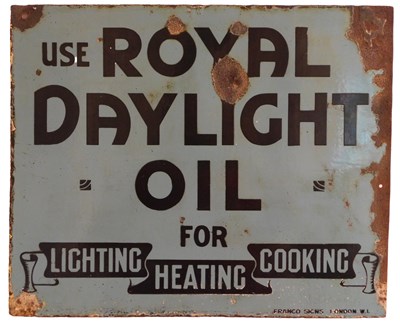 USE ROYAL
DAYLIGHT
OIL
FOR
LIGHTING HEATING COOKING
FRANCO SIGNS LONDON W.1.